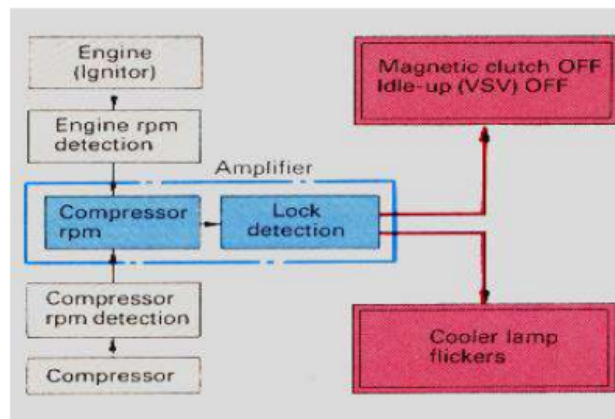 Engine
(Ignitor)
Engine rpm
detection
Amplifier
Compressor
rpm
Lock
detection
Compressor
rpm detection
Compressor
Magnetic clutch OFF
Idle-up (VSV) OFF
Cooler lamp
flickers